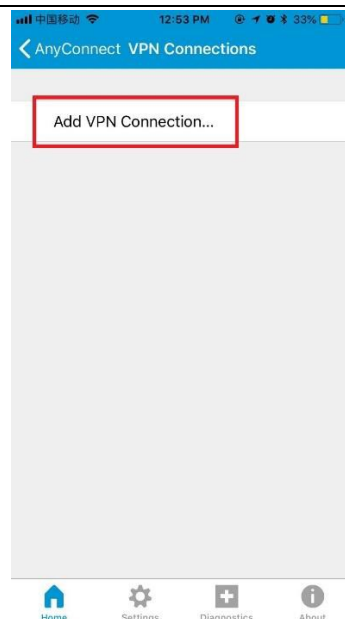 中国移动 12:53 PM 33%
AnyConnect VPN Connections
Add VPN Connection...
Home Settings Diagnostics About